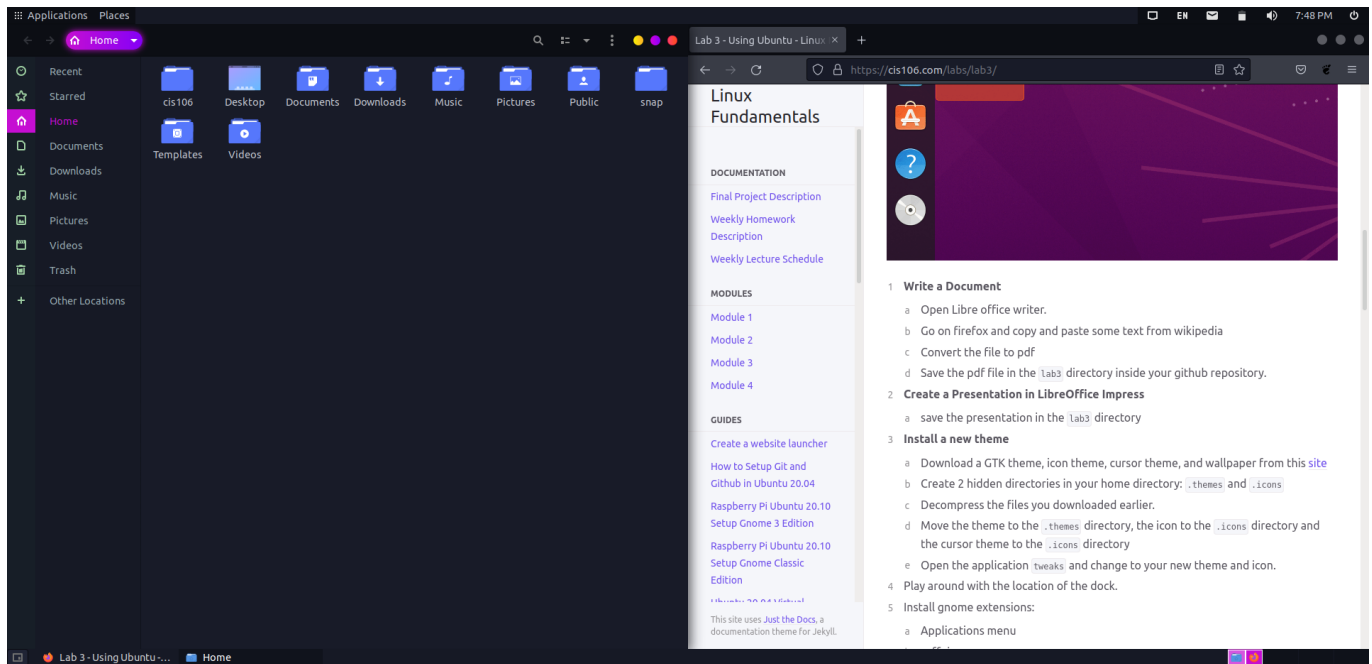 Applications Places
EN 7:48 PM
Home
Recent
Starred
Home
Documents
Downloads
Music
Pictures
Videos
Trash
Other Locations
cis106 Desktop Documents Downloads Music Pictures Public snap
Templates Videos
Lab 3 - Using Ubuntu - Linux
https://cis106.com/labs/lab3/
Linux
Fundamentals
DOCUMENTATION
Final Project Description
Weekly Homework
Description
Weekly Lecture Schedule
MODULES
Module 1
Module 2
Module 3
Module 4
GUIDES
Create a website launcher
How to Setup Git and
Github in Ubuntu 20.04
Raspberry Pi Ubuntu 20.10
Setup Gnome 3 Edition
Raspberry Pi Ubuntu 20.10
Setup Gnome Classic
Edition
This site uses Just the Docs, a
documentation theme for Jekyll.
1 Write a Document
a Open Libre office writer.
b Go on firefox and copy and paste some text from wikipedia
c Convert the file to pdf
d Save the pdf file in the lab3 directory inside your github repository.
2 Create a Presentation in LibreOffice Impress
a save the presentation in the lab3 directory
3 Install a new theme
a Download a GTK theme, icon theme, cursor theme, and wallpaper from this site
b Create 2 hidden directories in your home directory: .themes and .icons
c Decompress the files you downloaded earlier.
d Move the theme to the .themes directory, the icon to the .icons directory and
the cursor theme to the .icons directory
e Open the application tweaks and change to your new theme and icon.
4 Play around with the location of the dock.
5 Install gnome extensions:
a Applications menu
Lab 3 - Using Ubuntu -... Home